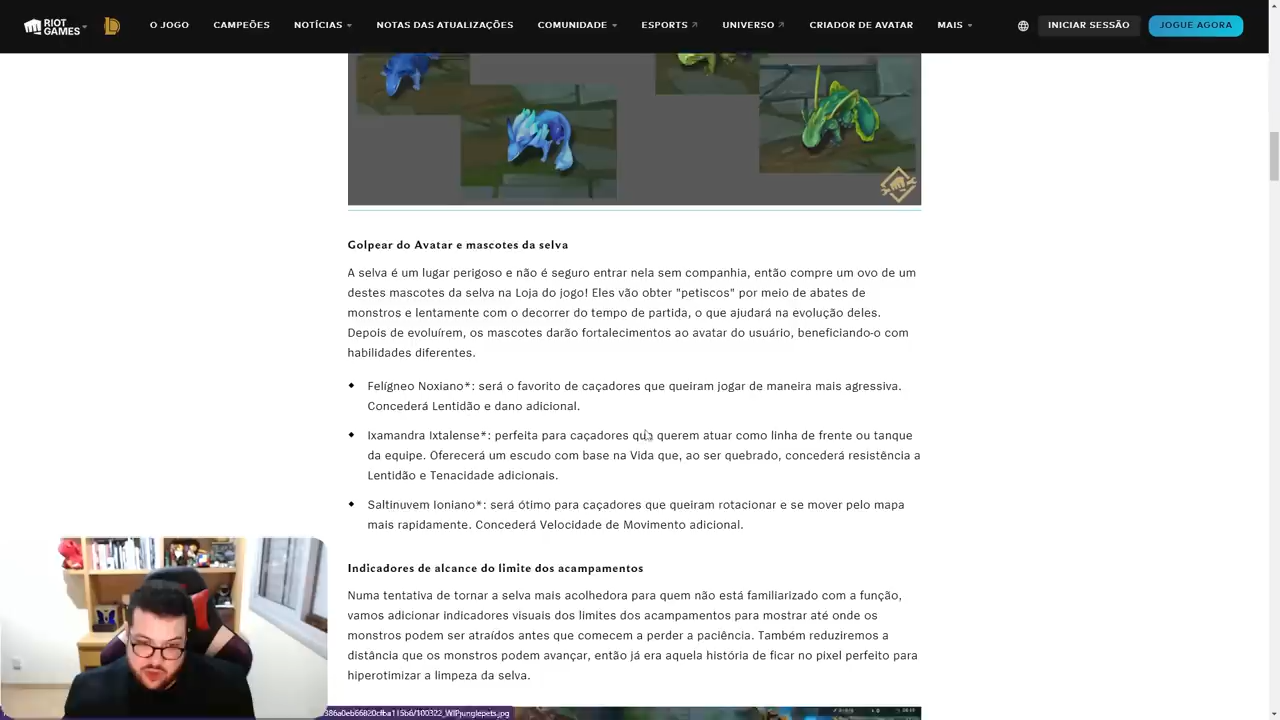 RIOT GAMES
O JOGO CAMPEÕES NOTÍCIAS NOTAS DAS ATUALIZAÇÕES COMUNIDADE ESPORTS UNIVERSO CRIADOR DE AVATAR MAIS INICIAR SESSÃO JOGUE AGORA
Golpear do Avatar e mascotes da selva
A selva é um lugar perigoso e não é seguro entrar nela sem companhia, então compre um ovo de um
destes mascotes da selva na Loja do jogo! Eles vão obter "petiscos" por meio de abates de
monstros e lentamente com o decorrer do tempo de partida, o que ajudará na evolução deles.
Depois de evoluírem, os mascotes darão fortalecimentos ao avatar do usuário, beneficiando-o com
habilidades diferentes.
Felígneo Noxiano*: será o favorito de caçadores que queiram jogar de maneira mais agressiva.
Concederá Lentidão e dano adicional.
Ixamandra Ixtalense*: perfeita para caçadores que querem atuar como linha de frente ou tanque
da equipe. Oferecerá um escudo com base na Vida que, ao ser quebrado, concederá resistência a
Lentidão e Tenacidade adicionais.
Saltinuvem Ioniano*: será ótimo para caçadores que queiram rotacionar e se mover pelo mapa
mais rapidamente. Concederá Velocidade de Movimento adicional.
Indicadores de alcance do limite dos acampamentos
Numa tentativa de tornar a selva mais acolhedora para quem não está familiarizado com a função,
vamos adicionar indicadores visuais dos limites dos acampamentos para mostrar até onde os
monstros podem ser atraídos antes que comecem a perder a paciência. Também reduziremos a
distância que os monstros podem avançar, então já era aquela história de ficar no pixel perfeito para
hiperotimizar a limpeza da selva.